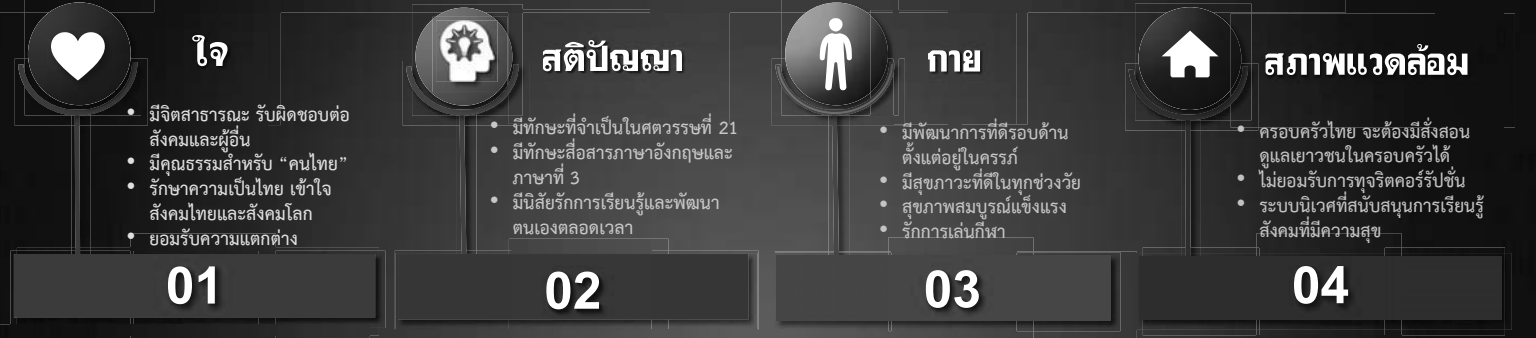 ใจ
• มีจิตสาธารณะ รับผิดชอบต่อ
สังคมและผู้อื่น
• มีคุณธรรมสำหรับ “คนไทย”
• รักษาความเป็นไทย เข้าใจ
สังคมไทยและสังคมโลก
• ยอมรับความแตกต่าง
01
สติปัญญา
• มีทักษะที่จำเป็นในศตวรรษที่ 21
• มีทักษะสื่อสารภาษาอังกฤษและ
ภาษาที่ 3
• มีนิสัยรักการเรียนรู้และพัฒนา
ตนเองตลอดเวลา
02
กาย
• มีพัฒนาการที่ดีรอบด้าน
ตั้งแต่อยู่ในครรภ์
• มีสุขภาวะที่ดีในทุกช่วงวัย
• สุขภาพสมบูรณ์แข็งแรง
• รักการเล่นกีฬา
03
สภาพแวดล้อม
• ครอบครัวไทย จะต้องมีสั่งสอน
ดูแลเยาวชนในครอบครัวได้
• ไม่ยอมรับการทุจริตคอร์รัปชั่น
• ระบบนิเวศที่สนับสนุนการเรียนรู้
สังคมที่มีความสุข
04